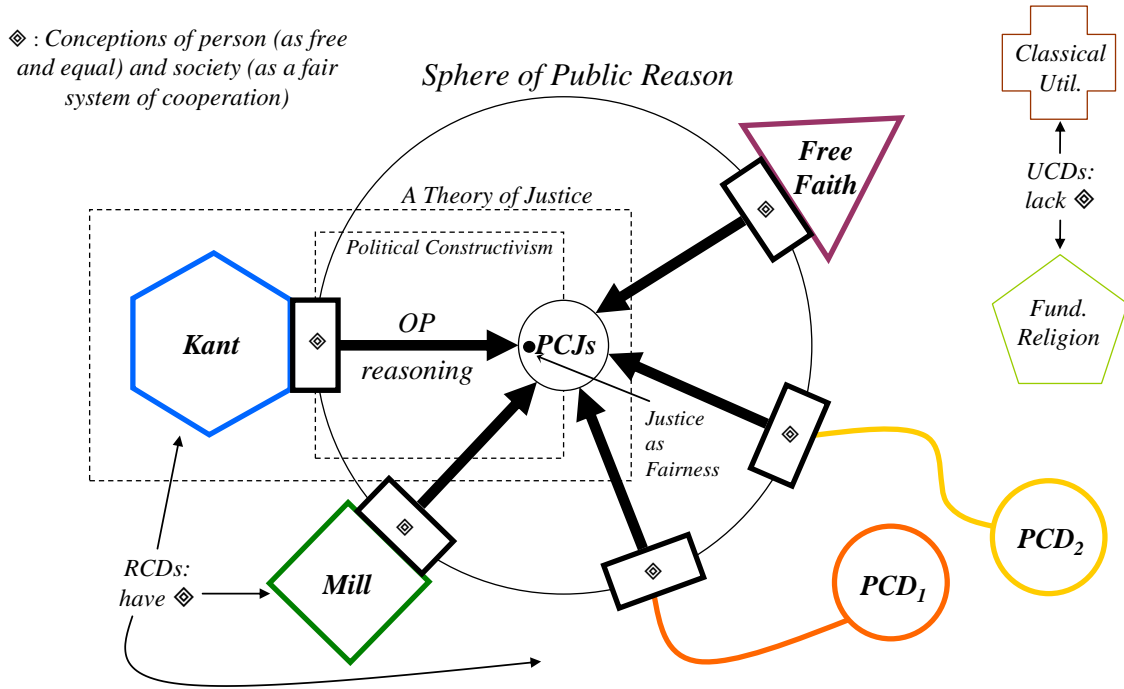 ◈ : Conceptions of person (as free
and equal) and society (as a fair
system of cooperation)
Sphere of Public Reason
Classical
Util.
Free
Faith
UCDs:
lack ◈
A Theory of Justice
Political Constructivism
Fund.
Religion
Kant
OP
reasoning
PCJs
Justice
as
Fairness
RCDs:
have ◈
Mill
PCD1
PCD2